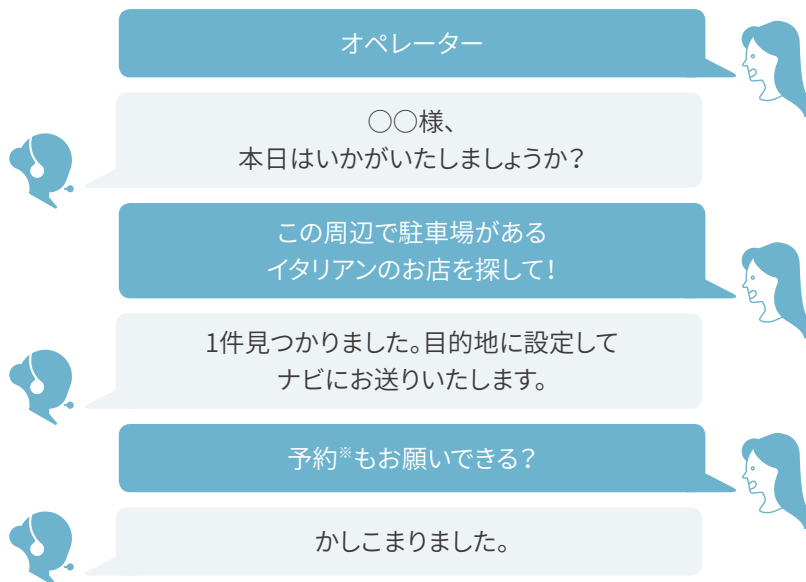 オペレーター
○○様、
本日はいかがいたしましょうか？
この周辺で駐車場がある
イタリアンのお店を探して！
1件見つかりました。目的地に設定して
ナビにお送りいたします。
予約※もお願いできる？
かしこまりました。